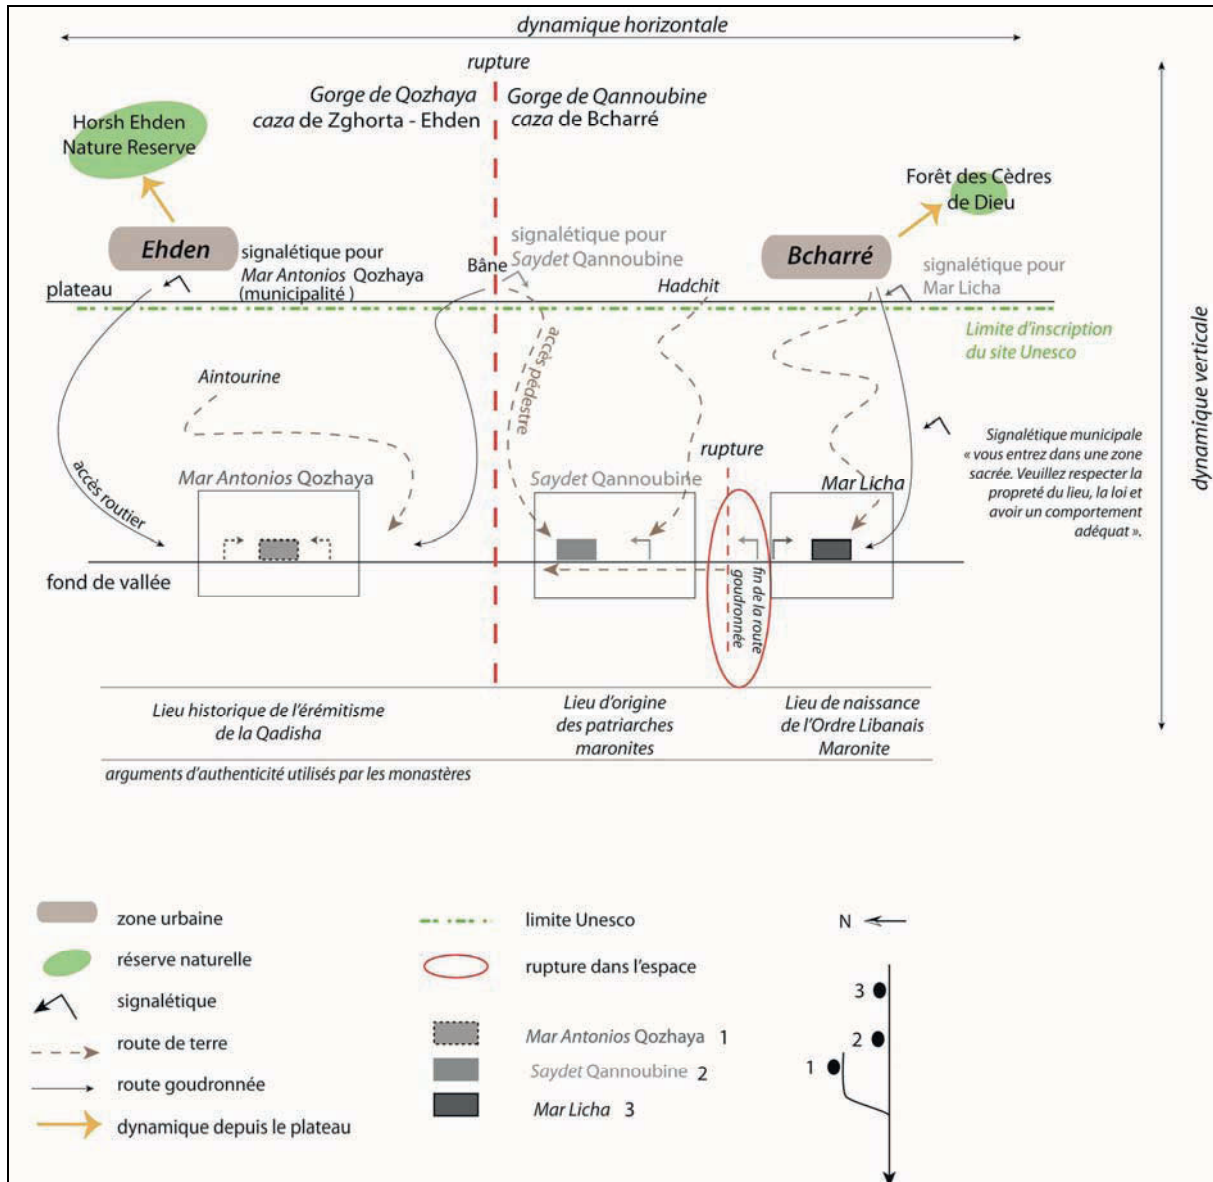 dynamique horizontale
rupture
Gorge de Qozhaya
caza de Zghorta - Ehden
Gorge de Qannoubine
caza de Bcharré
Horsh Ehden
Nature Reserve
Forêt des Cèdres
de Dieu
Ehden
signalétique pour
Mar Antonios Qozhaya
(municipalité )
Bâne
signalétique pour
Saydet Qannoubine
Hadchit
Bcharré
signalétique pour
Mar Licha
plateau
Limite d'inscription
du site Unesco
dynamique verticale
Aintourine
accès pédestre
accès routier
rupture
Signalétique municipale
« vous entrez dans une zone
sacrée. Veuillez respecter la
propreté du lieu, la loi et
avoir un comportement
adéquat ».
Mar Antonios Qozhaya
Saydet Qannoubine
Mar Licha
fond de vallée
fin de la route
goudronnée
Lieu historique de l'érémitisme
de la Qadisha
Lieu d'origine
des patriarches
maronites
Lieu de naissance
de l'Ordre Libanais
Maronite
arguments d'authenticité utilisés par les monastères
zone urbaine
réserve naturelle
signalétique
route de terre
route goudronnée
dynamique depuis le plateau
limite Unesco
rupture dans l'espace
Mar Antonios Qozhaya 1
Saydet Qannoubine 2
Mar Licha 3
N
3
2
1